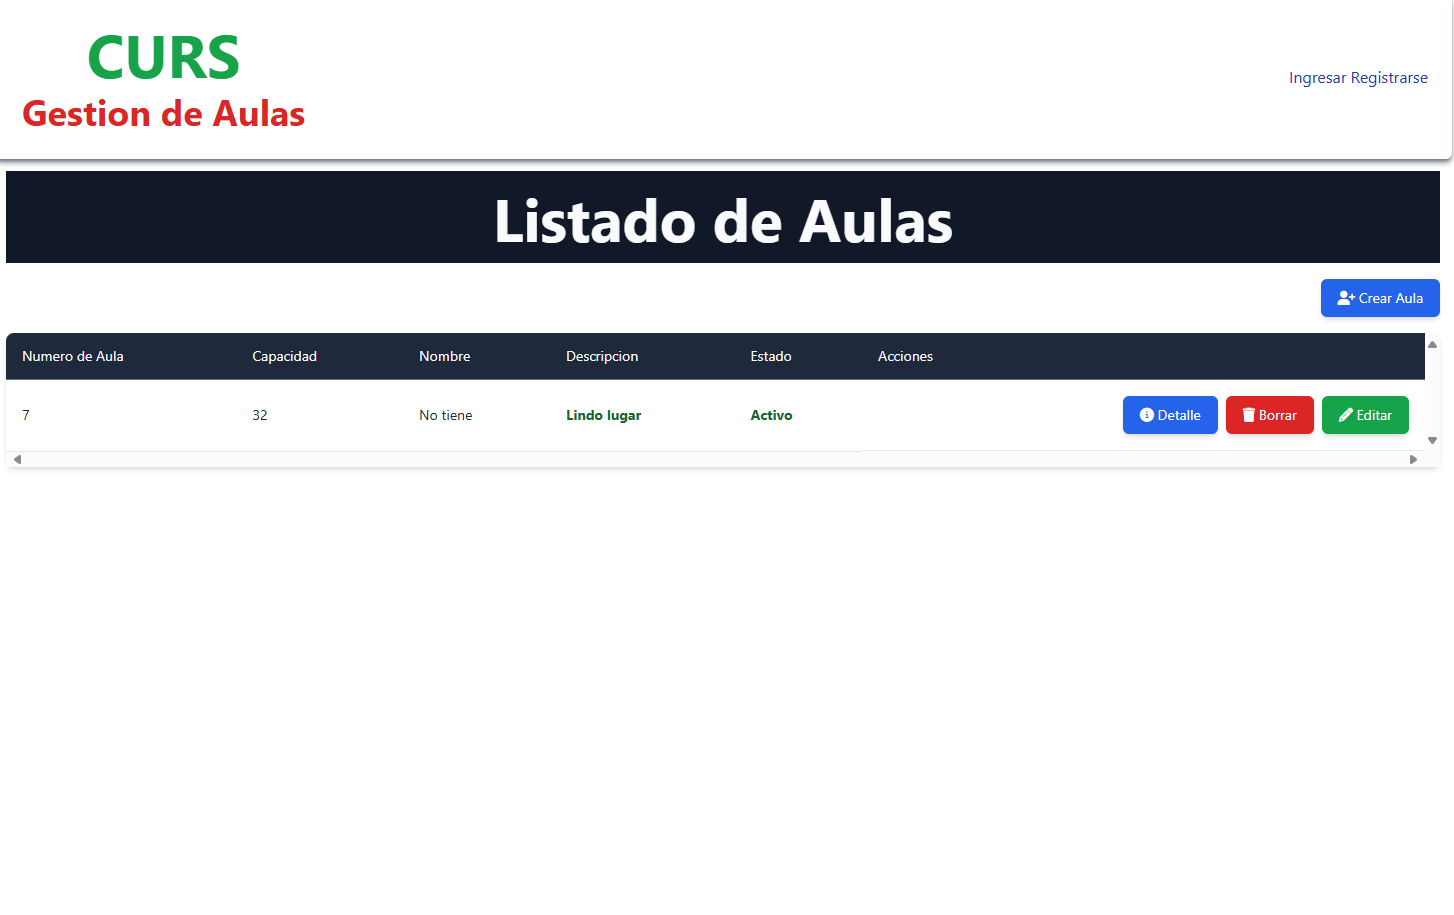 CURS
Gestion de Aulas
Ingresar Registrarse
Listado de Aulas
Crear Aula
Numero de Aula Capacidad Nombre Descripcion Estado Acciones
7 32 No tiene Lindo lugar Activo Detalle Borrar Editar